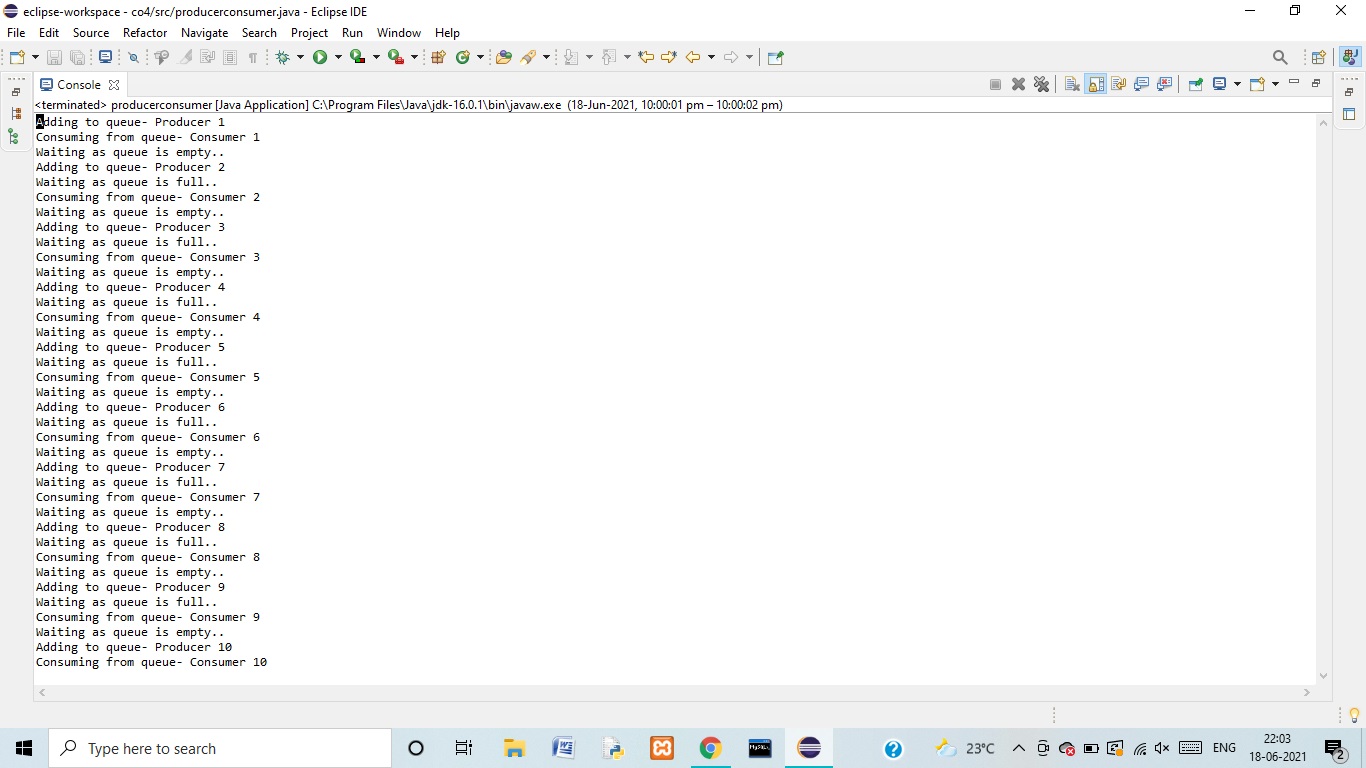 eclipse-workspace - co4/src/producerconsumer.java - Eclipse IDE
File Edit Source Refactor Navigate Search Project Run Window Help
Console
<terminated> producerconsumer [Java Application] C:\Program Files\Java\jdk-16.0.1\bin\javaw.exe (18-Jun-2021, 10:00:01 pm – 10:00:02 pm)
Adding to queue- Producer 1
Consuming from queue- Consumer 1
Waiting as queue is empty..
Adding to queue- Producer 2
Waiting as queue is full..
Consuming from queue- Consumer 2
Waiting as queue is empty..
Adding to queue- Producer 3
Waiting as queue is full..
Consuming from queue- Consumer 3
Waiting as queue is empty..
Adding to queue- Producer 4
Waiting as queue is full..
Consuming from queue- Consumer 4
Waiting as queue is empty..
Adding to queue- Producer 5
Waiting as queue is full..
Consuming from queue- Consumer 5
Waiting as queue is empty..
Adding to queue- Producer 6
Waiting as queue is full..
Consuming from queue- Consumer 6
Waiting as queue is empty..
Adding to queue- Producer 7
Waiting as queue is full..
Consuming from queue- Consumer 7
Waiting as queue is empty..
Adding to queue- Producer 8
Waiting as queue is full..
Consuming from queue- Consumer 8
Waiting as queue is empty..
Adding to queue- Producer 9
Waiting as queue is full..
Consuming from queue- Consumer 9
Waiting as queue is empty..
Adding to queue- Producer 10
Consuming from queue- Consumer 10
Type here to search
23°C
ENG
22:03
18-06-2021
2